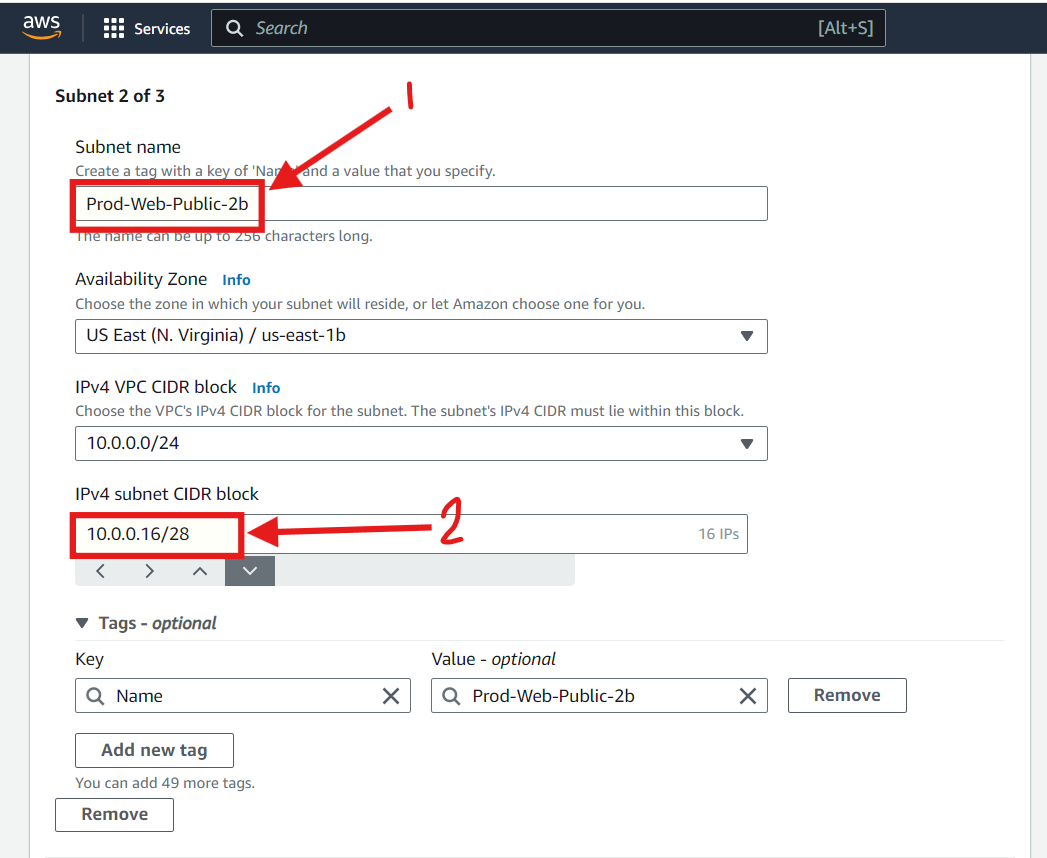 aws Services Search [Alt+S]
Subnet 2 of 3
1
Subnet name
Create a tag with a key of 'Name' and a value that you specify.
Prod-Web-Public-2b
The name can be up to 256 characters long.
Availability Zone Info
Choose the zone in which your subnet will reside, or let Amazon choose one for you.
US East (N. Virginia) / us-east-1b
IPv4 VPC CIDR block Info
Choose the VPC's IPv4 CIDR block for the subnet. The subnet's IPv4 CIDR must lie within this block.
10.0.0.0/24
IPv4 subnet CIDR block
10.0.0.16/28 2 16 IPs
Tags - optional
Key Value - optional
Name Prod-Web-Public-2b Remove
Add new tag
You can add 49 more tags.
Remove